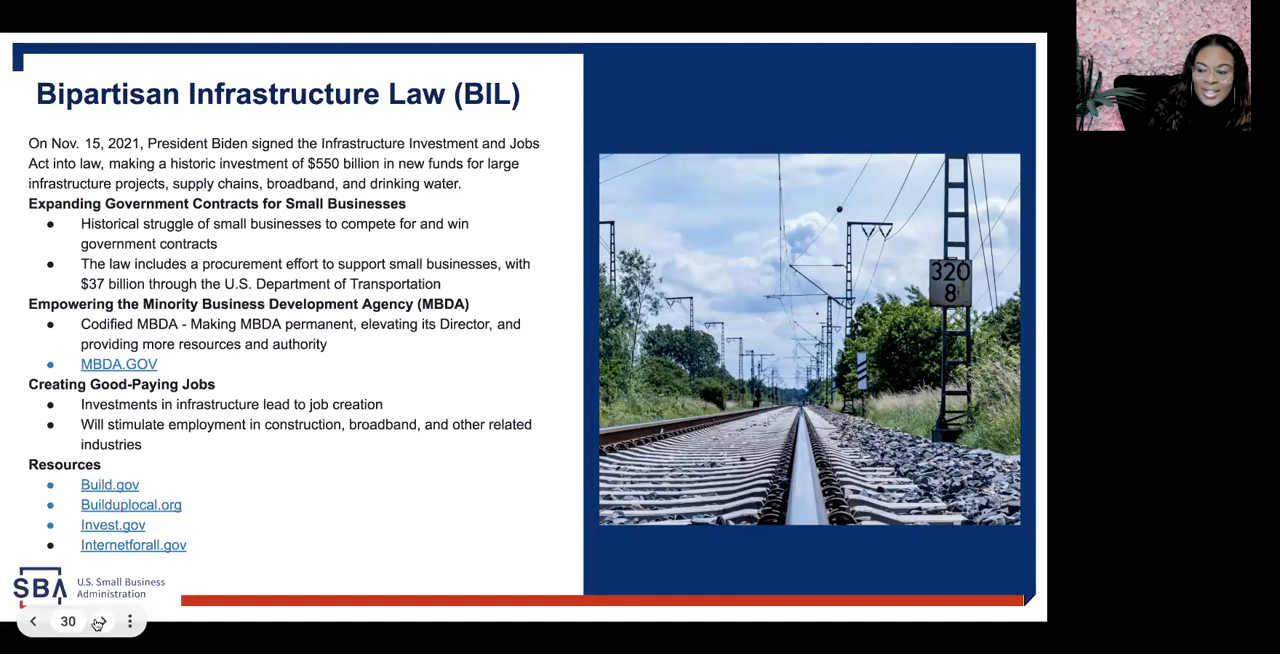 Bipartisan Infrastructure Law (BIL)
On Nov. 15, 2021, President Biden signed the Infrastructure Investment and Jobs
Act into law, making a historic investment of $550 billion in new funds for large
infrastructure projects, supply chains, broadband, and drinking water.
Expanding Government Contracts for Small Businesses
● Historical struggle of small businesses to compete for and win
government contracts
● The law includes a procurement effort to support small businesses, with
$37 billion through the U.S. Department of Transportation
Empowering the Minority Business Development Agency (MBDA)
● Codified MBDA - Making MBDA permanent, elevating its Director, and
providing more resources and authority
● MBDA.GOV
Creating Good-Paying Jobs
● Investments in infrastructure lead to job creation
● Will stimulate employment in construction, broadband, and other related
industries
Resources
● Build.gov
● Builduplocal.org
● Invest.gov
● Internetforall.gov
SBA
U.S. Small Business
Administration
30
320
8